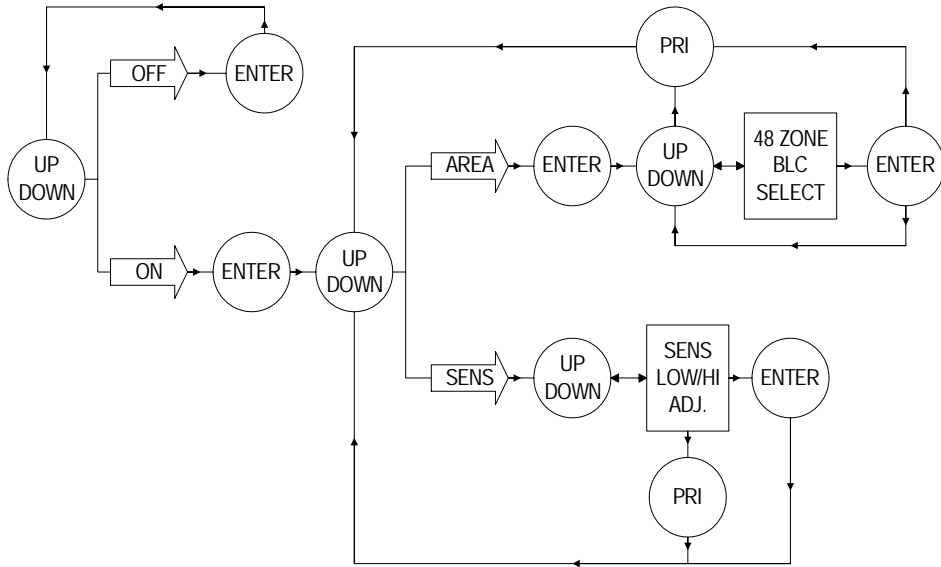 PRI
OFF
ENTER
UP
DOWN
AREA
ENTER
UP
DOWN
48 ZONE
BLC
SELECT
ENTER
ON
ENTER
UP
DOWN
SENS
UP
DOWN
SENS
LOW/HI
ADJ.
ENTER
PRI